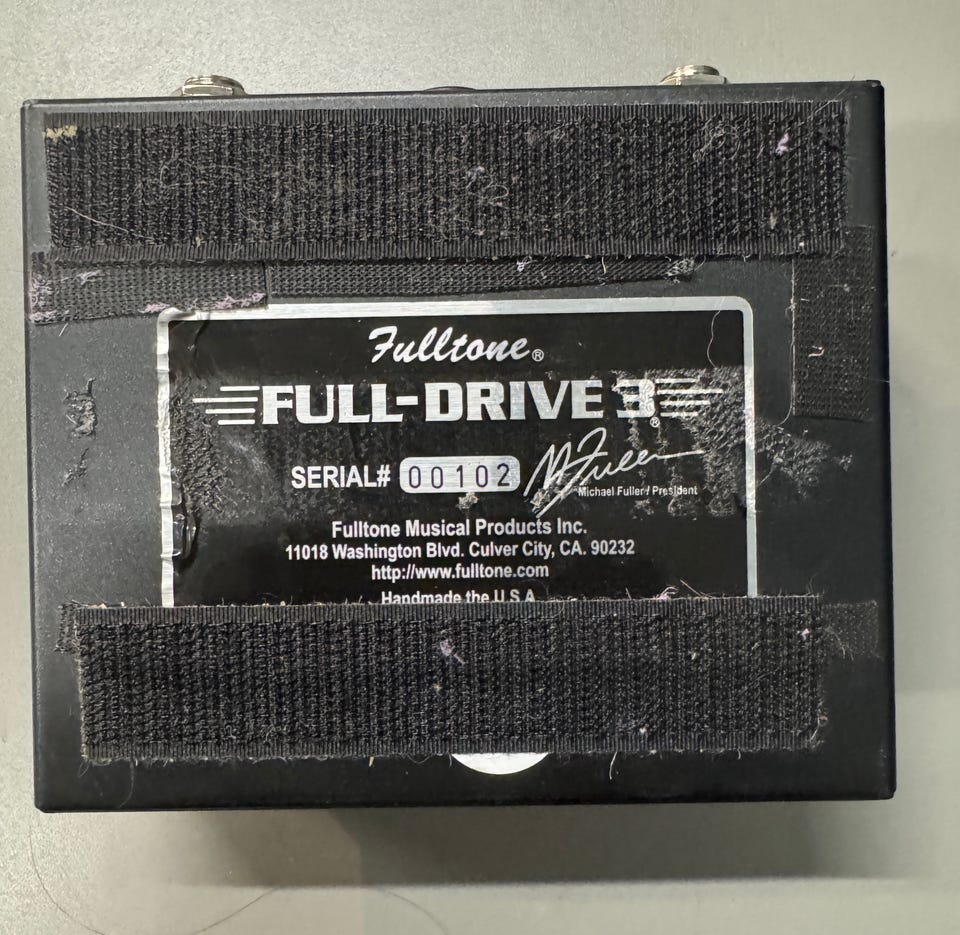 Fulltone®
FULL-DRIVE 3®
SERIAL# 00102
Michael Fuller / President
Fulltone Musical Products Inc.
11018 Washington Blvd. Culver City, CA. 90232
http://www.fulltone.com
Handmade the U.S.A